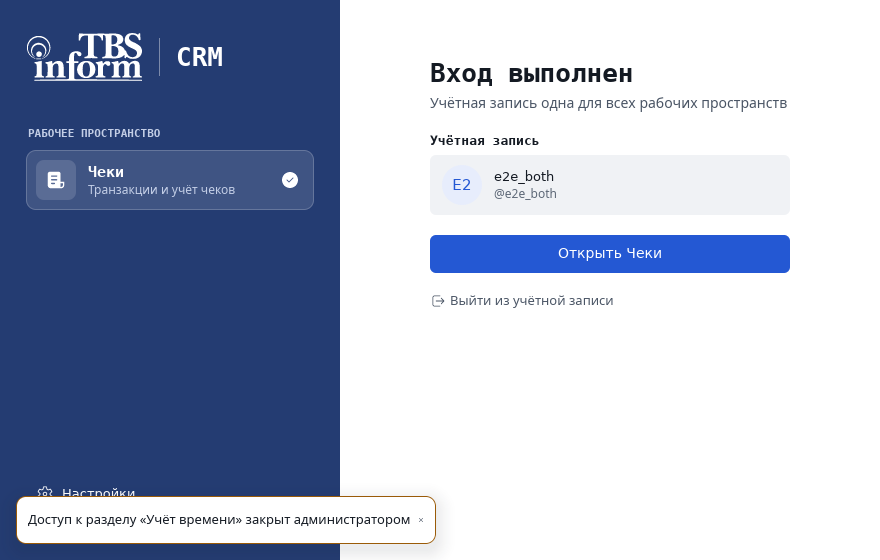 TBS
inform
CRM
РАБОЧЕЕ ПРОСТРАНСТВО
Чеки
Транзакции и учёт чеков
Настройки
Доступ к разделу «Учёт времени» закрыт администратором ×
Вход выполнен
Учётная запись одна для всех рабочих пространств
Учётная запись
E2
e2e_both
@e2e_both
Открыть Чеки
Выйти из учётной записи